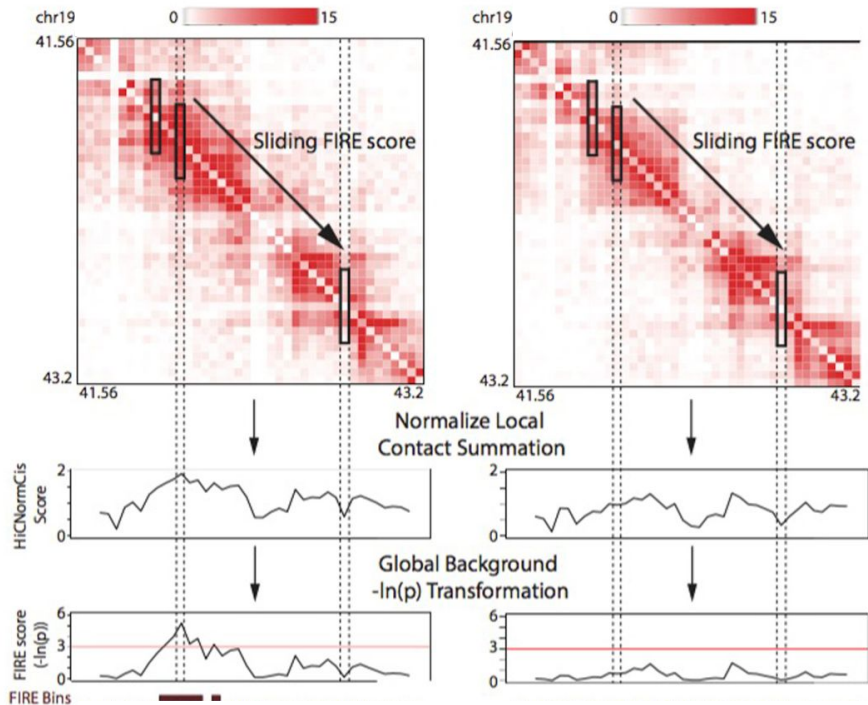 chr19 0 15 0 15
41.56 41.56
Sliding FIRE score Sliding FIRE score
43.2 43.2
41.56 43.2 41.56 43.2
Normalize Local
Contact Summation
HiCNormCis
Score
2 2
0 0
Global Background
-ln(p) Transformation
FIRE score
(-ln(p))
6 6
3 3
0 0
FIRE Bins